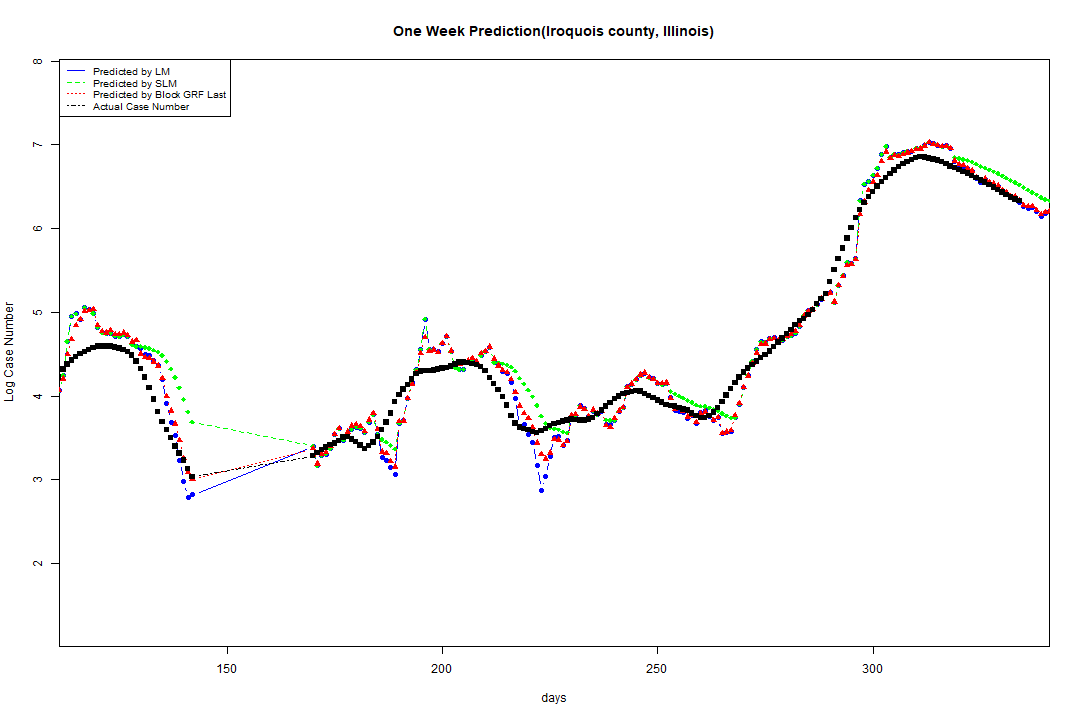 One Week Prediction(Iroquois county, Illinois)
Predicted by LM
Predicted by SLM
Predicted by Block GRF Last
Actual Case Number
8
7
6
5
4
3
2
Log Case Number
150 200 250 300
days